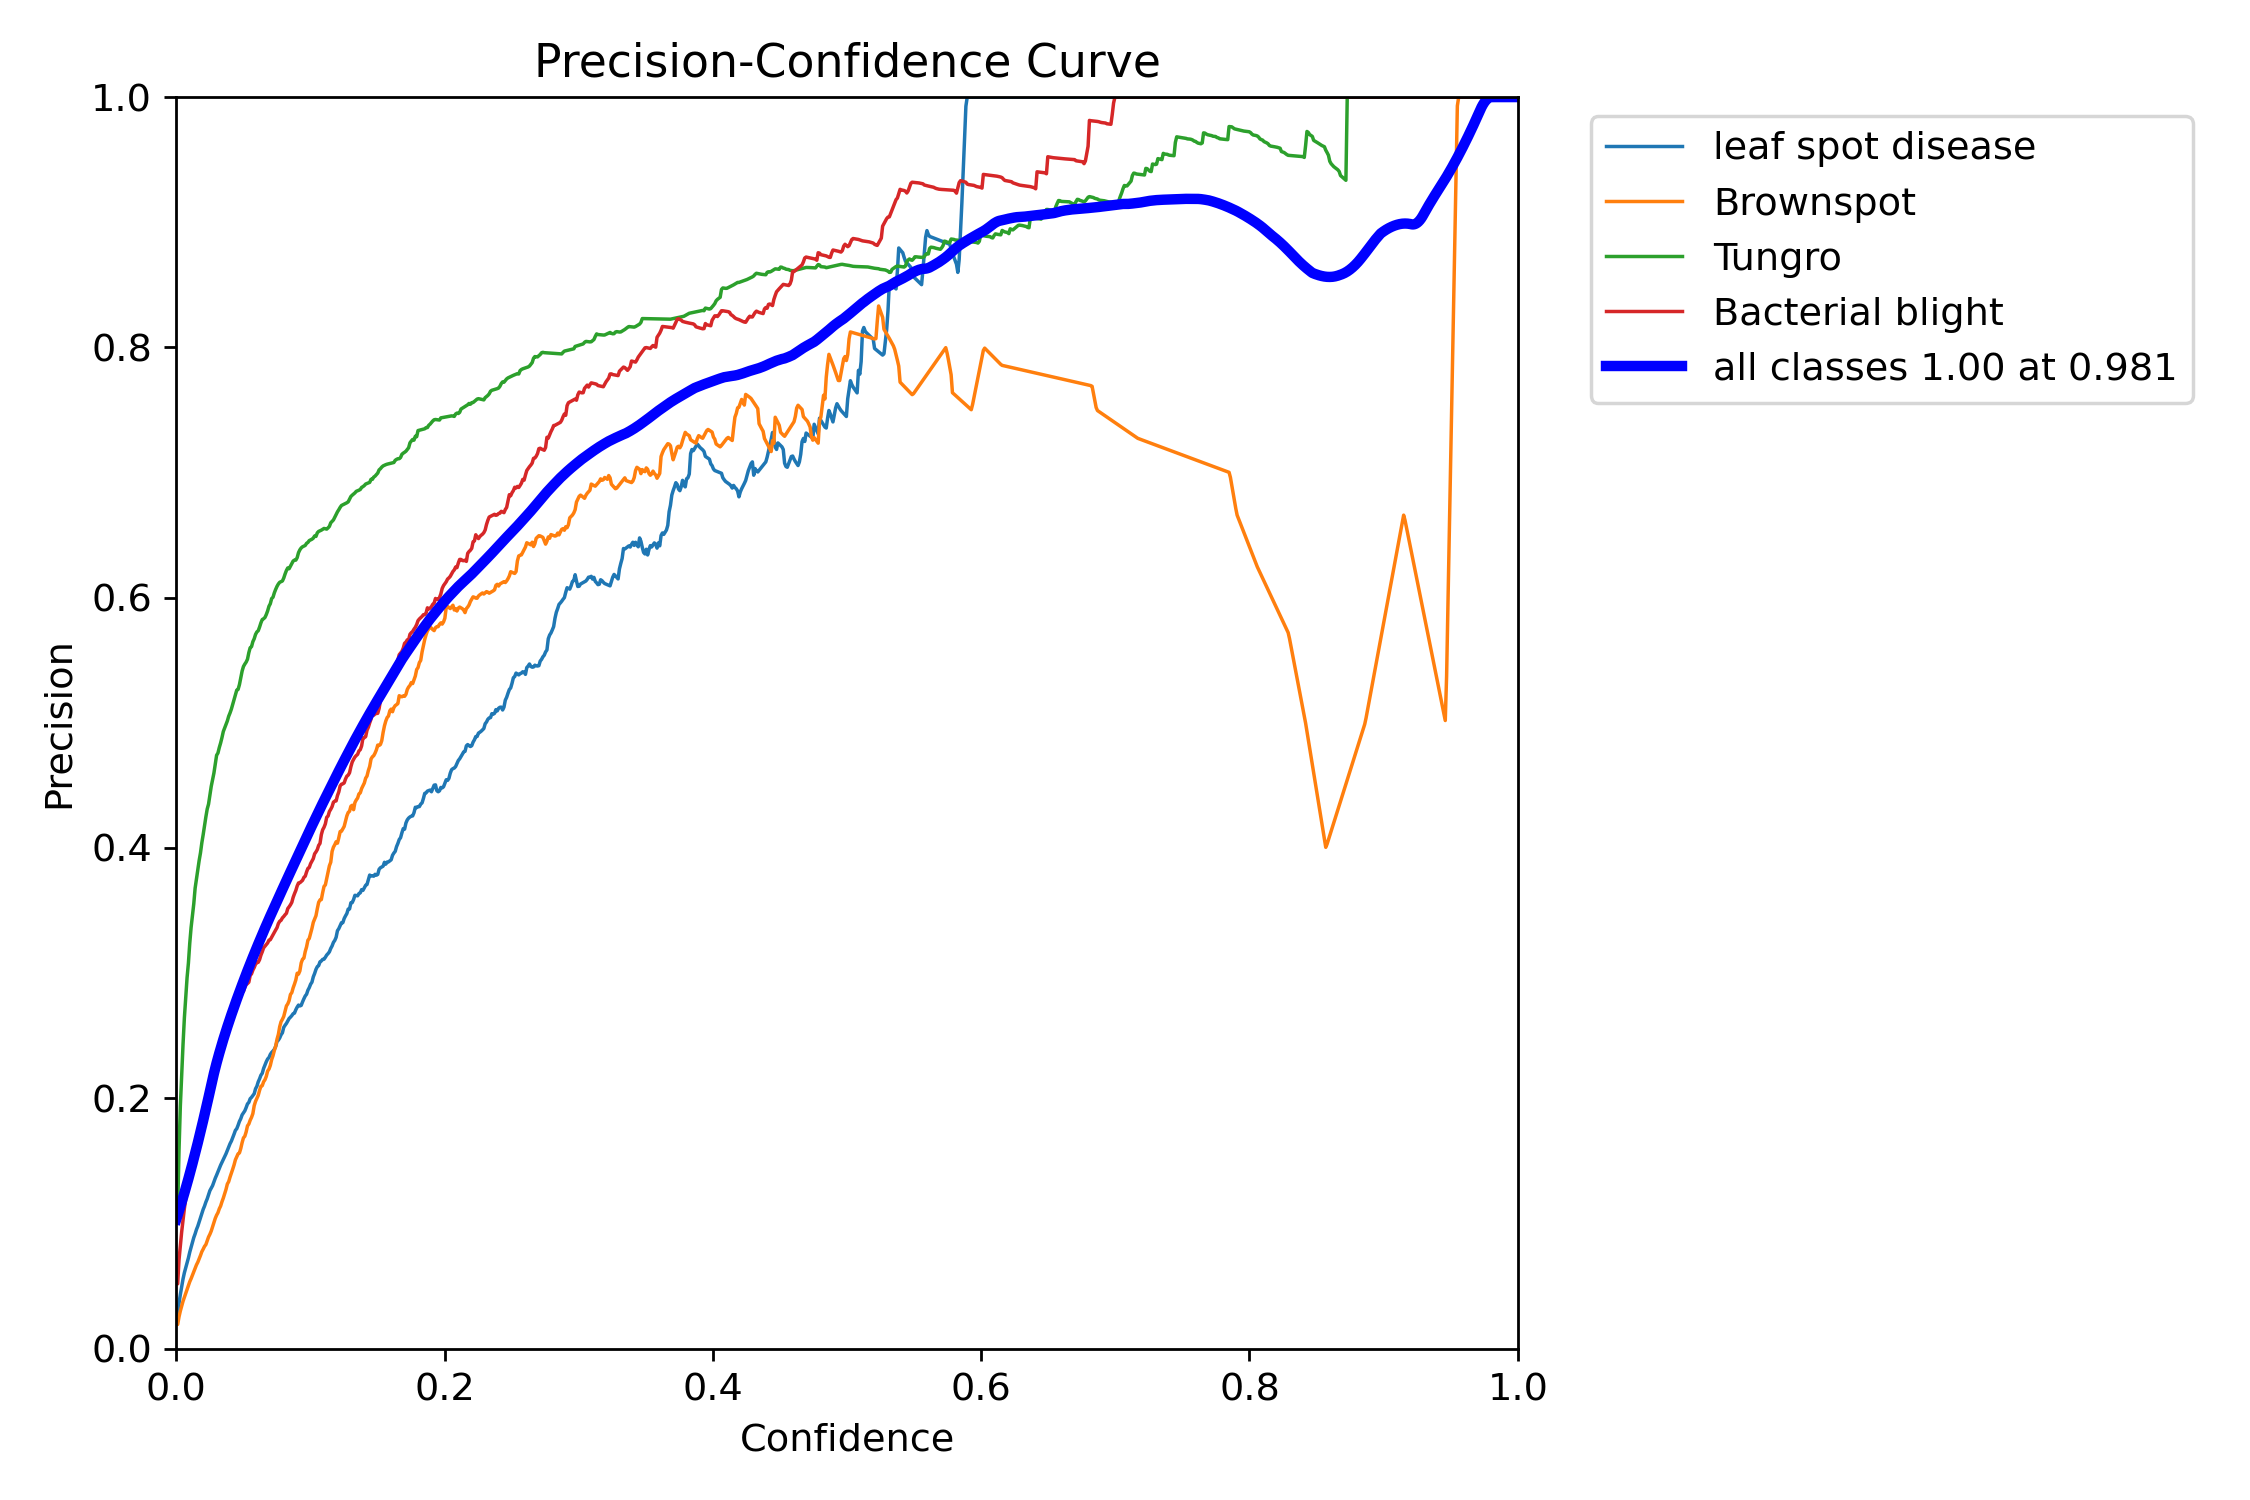 Precision-Confidence Curve
1.0
0.8
0.6
0.4
0.2
0.0
Precision
0.0 0.2 0.4 0.6 0.8 1.0
Confidence
leaf spot disease
Brownspot
Tungro
Bacterial blight
all classes 1.00 at 0.981